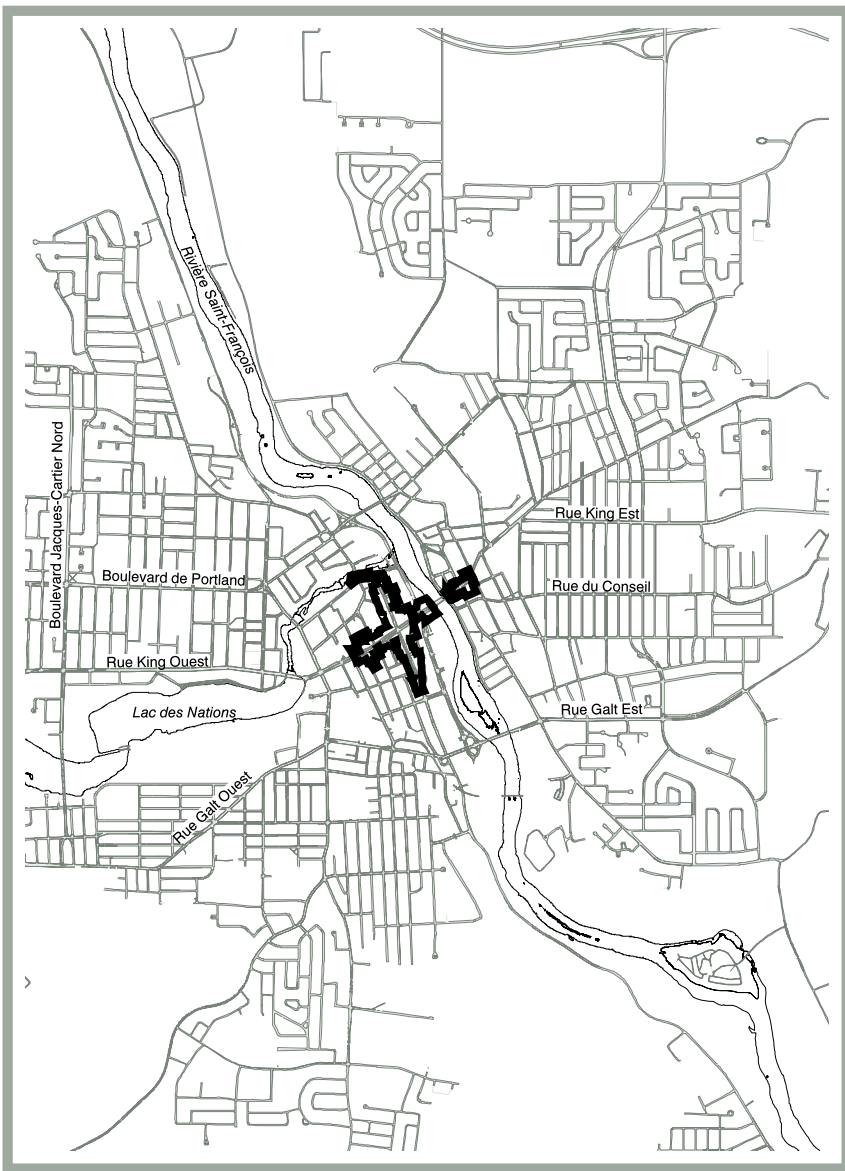 Rivière Saint-François
Boulevard Jacques-Cartier Nord
Rue King Est
Boulevard de Portland
Rue du Conseil
Rue King Ouest
Lac des Nations
Rue Galt Est
Rue Galt Ouest